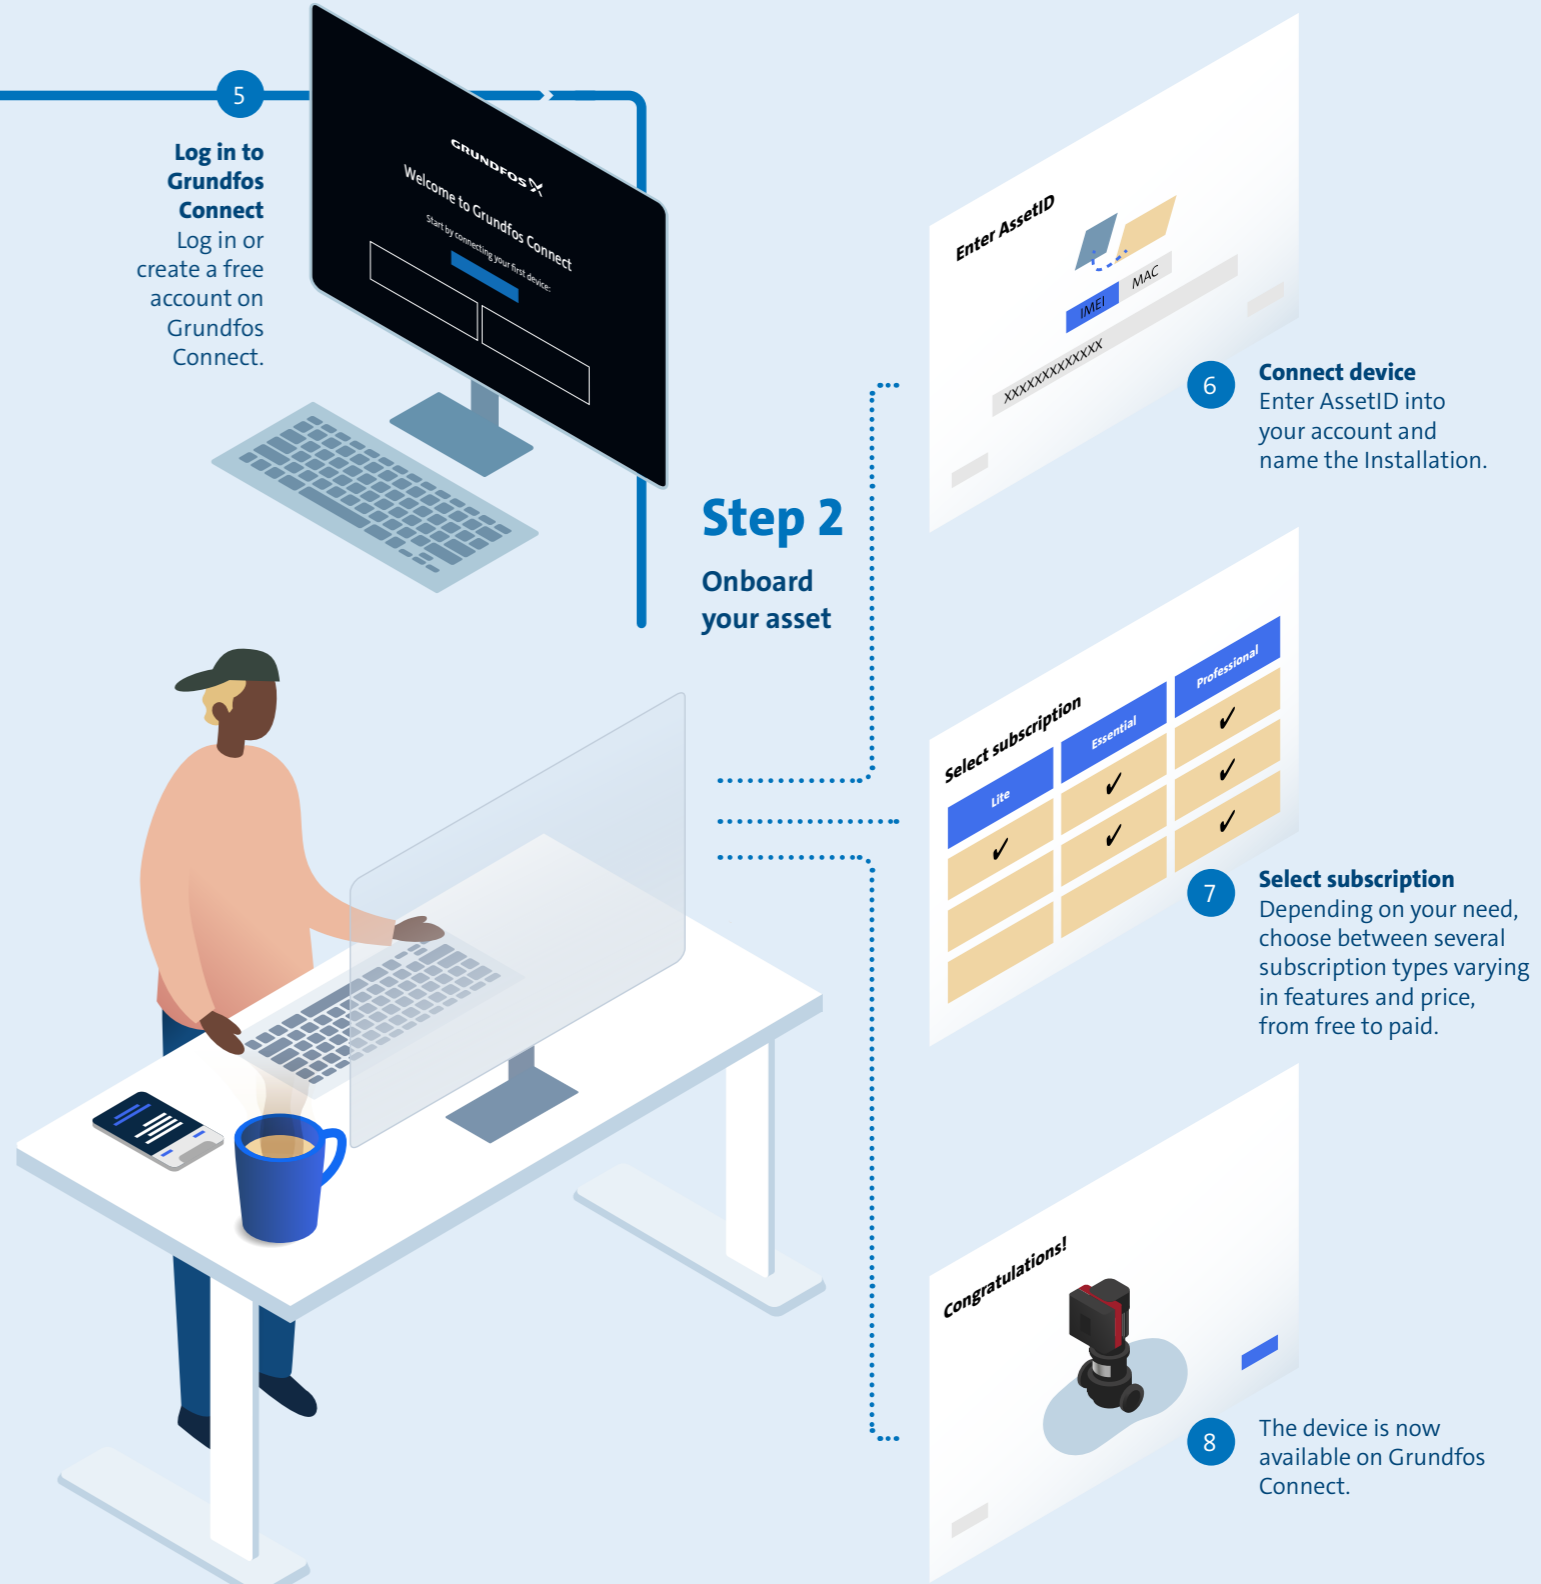 5
Log in to
Grundfos
Connect
Log in or
create a free
account on
Grundfos
Connect.
GRUNDFOS
Welcome to Grundfos Connect
Start by connecting your first device:
Step 2
Onboard
your asset
Enter AssetID
IMEI
MAC
XXXXXXXXXXXXX
6
Connect device
Enter AssetID into
your account and
name the Installation.
Select subscription
Lite
Essential
Professional
✓ ✓ ✓
✓ ✓
✓
7
Select subscription
Depending on your need,
choose between several
subscription types varying
in features and price,
from free to paid.
Congratulations!
8
The device is now
available on Grundfos
Connect.